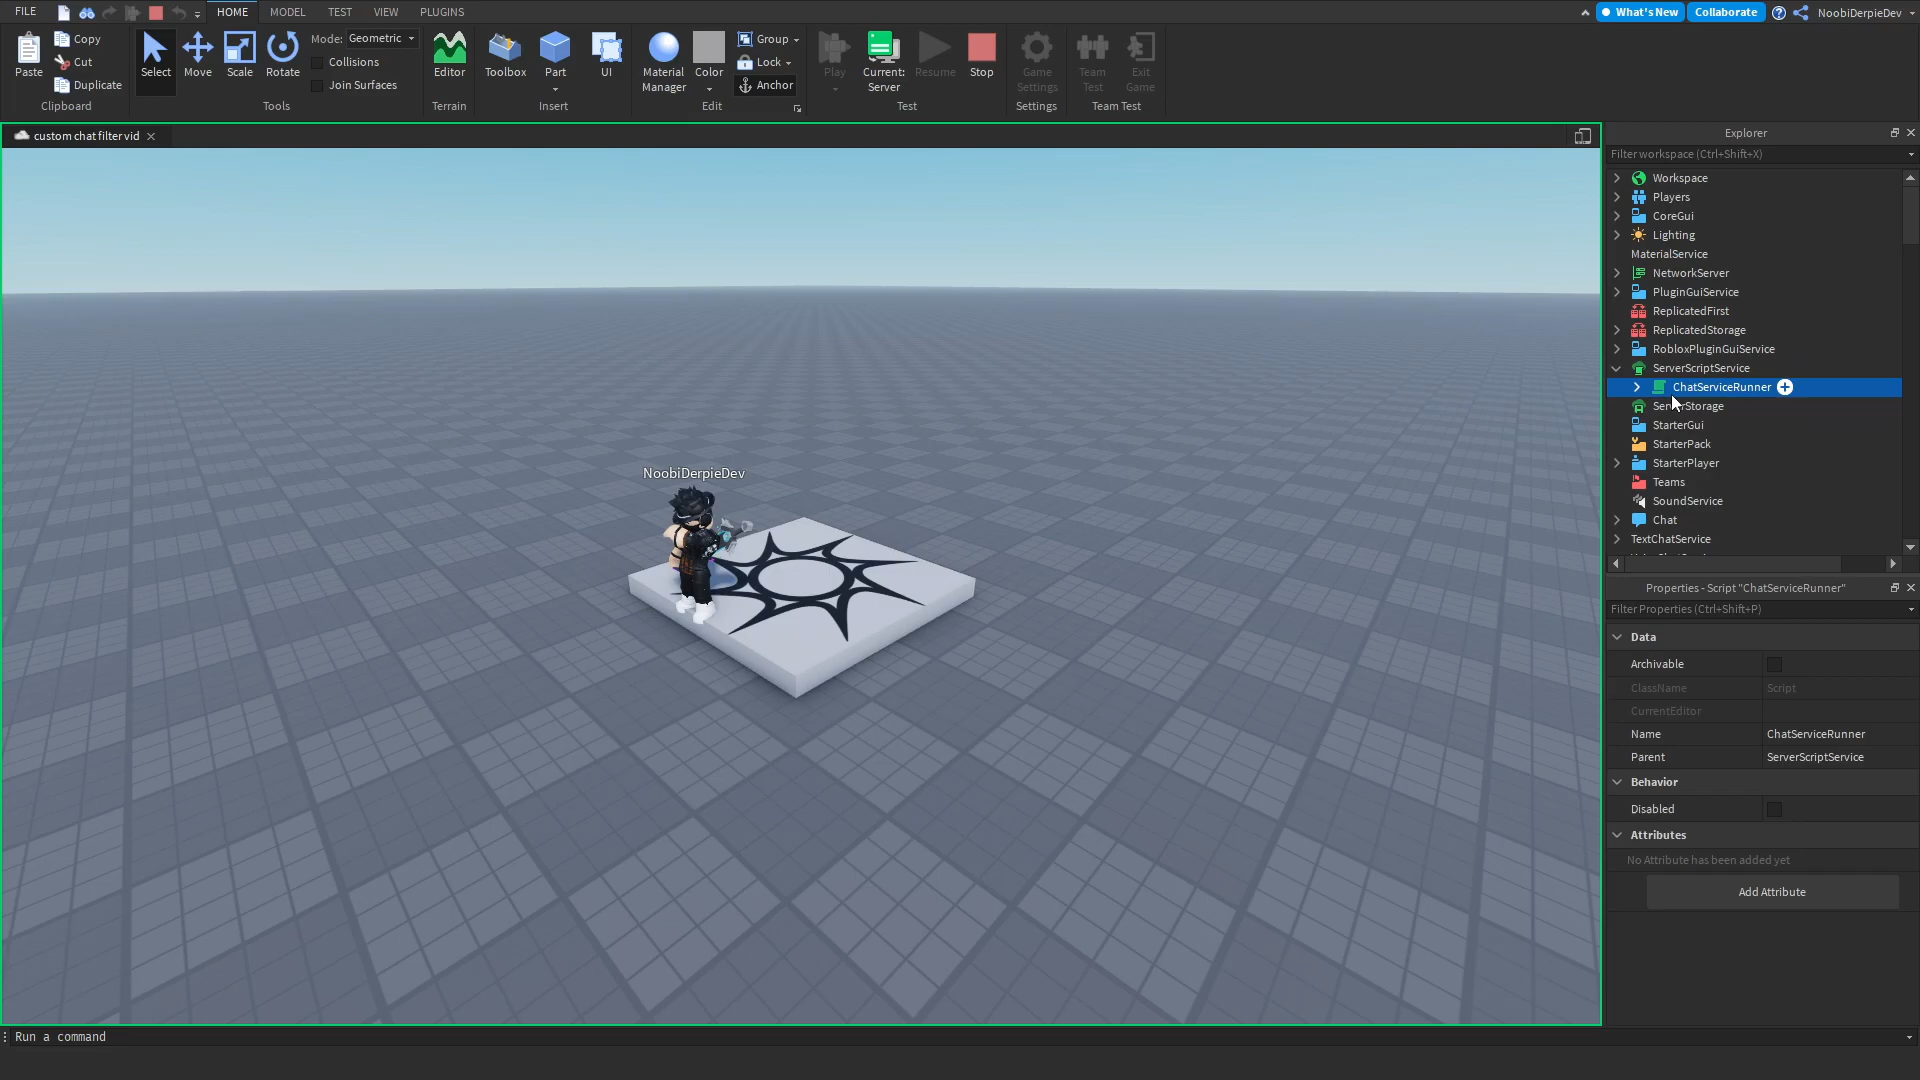 FILE
HOME
MODEL
TEST
VIEW
PLUGINS
What's New
Collaborate
NoobiDerpieDev
Paste
Copy
Cut
Duplicate
Clipboard
Select
Move
Scale
Rotate
Mode: Geometric
Collisions
Join Surfaces
Tools
Editor
Terrain
Toolbox
Part
UI
Insert
Material
Manager
Color
Group
Lock
Anchor
Edit
Play
Current:
Server
Resume
Stop
Test
Game
Settings
Settings
Team
Test
Exit
Game
Team Test
custom chat filter vid
NoobiDerpieDev
Explorer
Filter workspace (Ctrl+Shift+X)
Workspace
Players
CoreGui
Lighting
MaterialService
NetworkServer
PluginGuiService
ReplicatedFirst
ReplicatedStorage
RobloxPluginGuiService
ServerScriptService
ChatServiceRunner
ServerStorage
StarterGui
StarterPack
StarterPlayer
Teams
SoundService
Chat
TextChatService
Properties - Script "ChatServiceRunner"
Filter Properties (Ctrl+Shift+P)
Data
Archivable
ClassName Script
CurrentEditor
Name ChatServiceRunner
Parent ServerScriptService
Behavior
Disabled
Attributes
No Attribute has been added yet
Add Attribute
Run a command